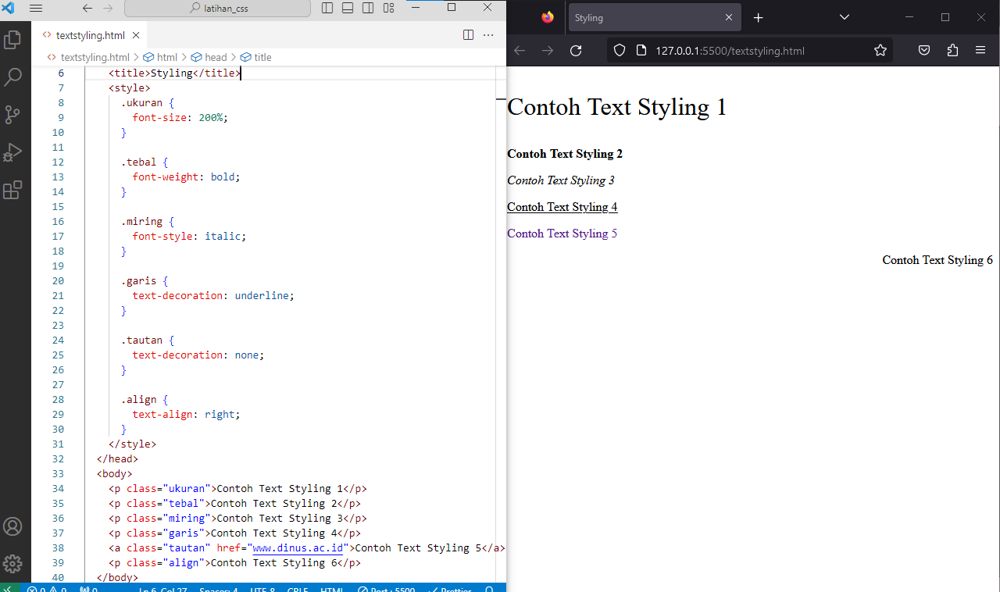 latihan_css
textstyling.html
textstyling.html > html > head > title
6 <title>Styling</title>
7 <style>
8 .ukuran {
9 font-size: 200%;
10 }
11
12 .tebal {
13 font-weight: bold;
14 }
15
16 .miring {
17 font-style: italic;
18 }
19
20 .garis {
21 text-decoration: underline;
22 }
23
24 .tautan {
25 text-decoration: none;
26 }
27
28 .align {
29 text-align: right;
30 }
31 </style>
32 </head>
33 <body>
34 <p class="ukuran">Contoh Text Styling 1</p>
35 <p class="tebal">Contoh Text Styling 2</p>
36 <p class="miring">Contoh Text Styling 3</p>
37 <p class="garis">Contoh Text Styling 4</p>
38 <a class="tautan" href="www.dinus.ac.id">Contoh Text Styling 5</a>
39 <p class="align">Contoh Text Styling 6</p>
40 </body>
0 0 0 Ln 6, Col 27 Spaces: 4 UTF-8 CRLF HTML Port : 5500 Prettier
Styling
127.0.0.1:5500/textstyling.html
Contoh Text Styling 1
Contoh Text Styling 2
Contoh Text Styling 3
Contoh Text Styling 4
Contoh Text Styling 5
Contoh Text Styling 6